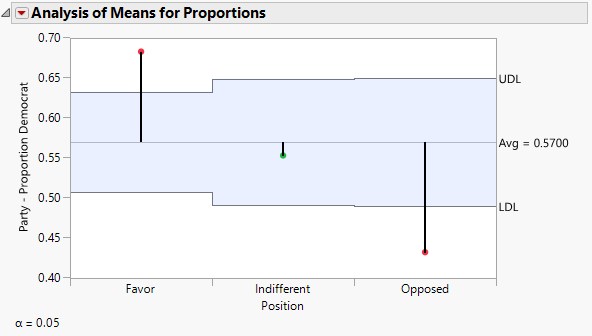 Analysis of Means for Proportions
Party - Proportion Democrat
0.70
0.65
0.60
0.55
0.50
0.45
0.40
UDL
Avg = 0.5700
LDL
Favor
Indifferent
Opposed
Position
α = 0.05